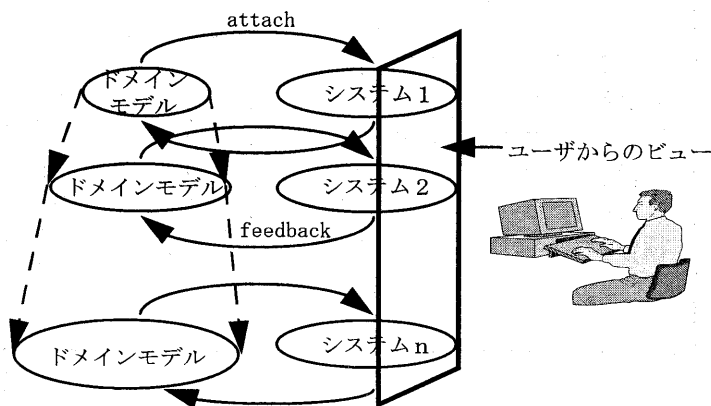 attach
ドメイン
モデル
システム1
ユーザからのビュー
ドメインモデル
システム2
feedback
ドメインモデル
システムn